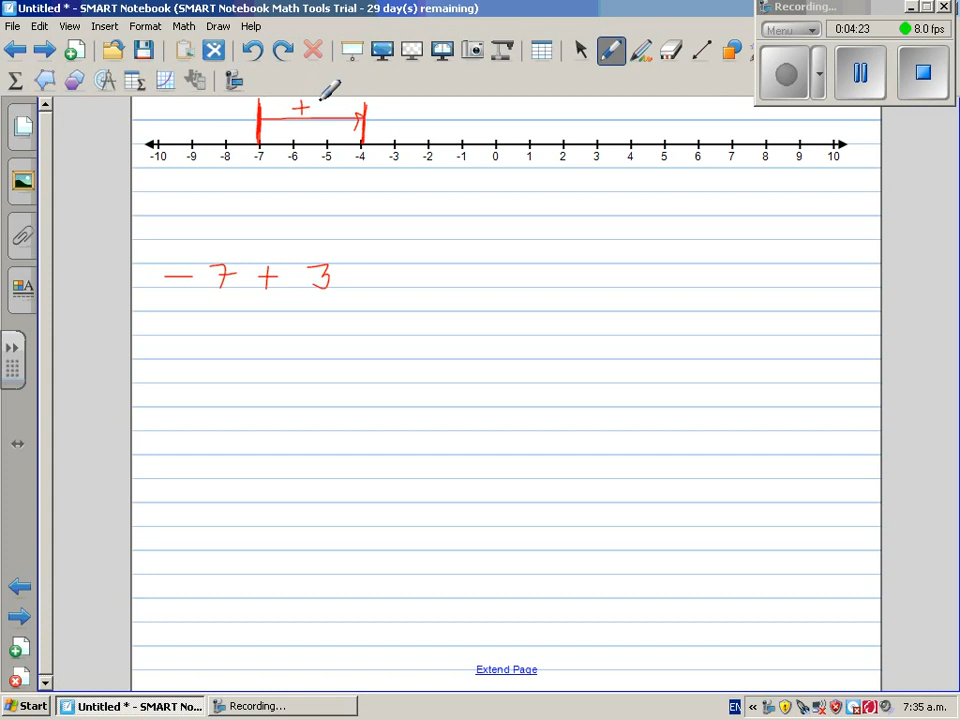 Untitled * - SMART Notebook (SMART Notebook Math Tools Trial - 29 day(s) remaining)
Recording...
File Edit View Insert Format Math Draw Help
Menu
0:04:23
8.0 fps
+
-10 -9 -8 -7 -6 -5 -4 -3 -2 -1 0 1 2 3 4 5 6 7 8 9 10
- 7 + 3
Extend Page
Start
Untitled * - SMART No...
Recording...
EN
7:35 a.m.